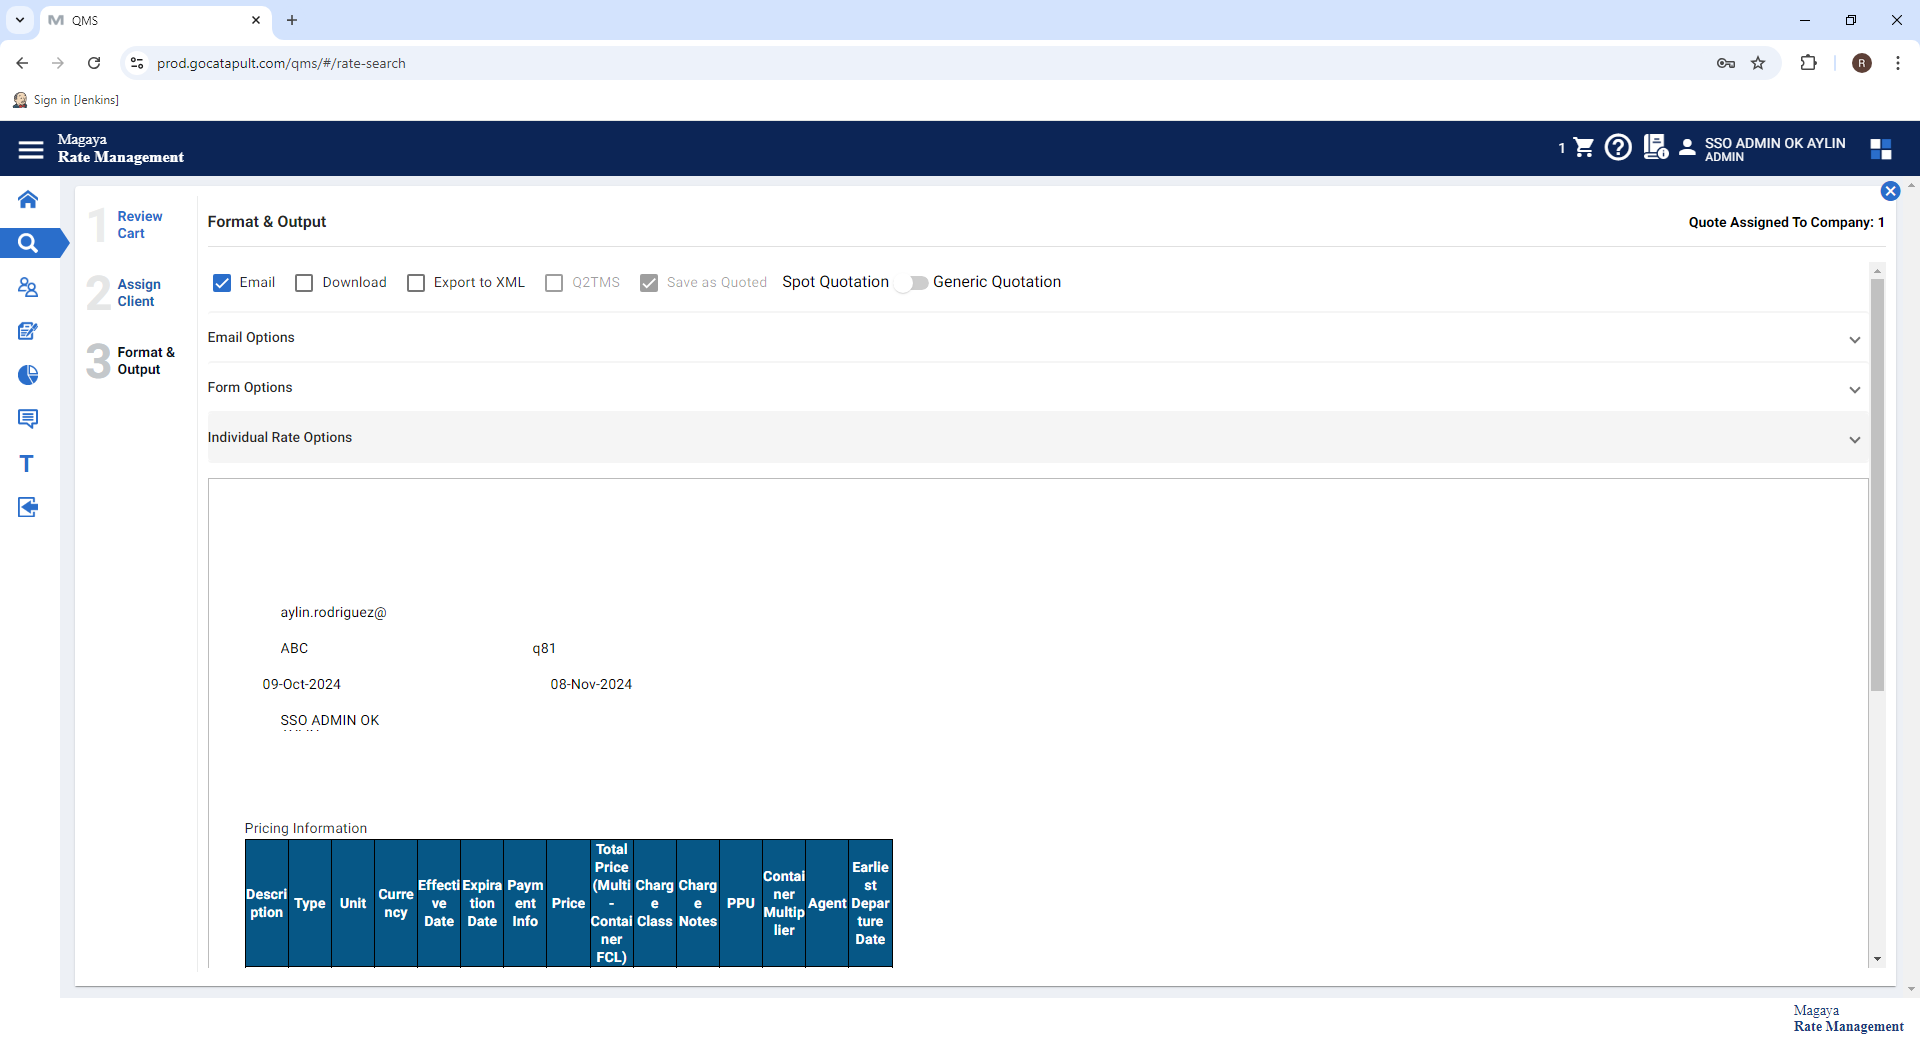 QMS
prod.gocatapult.com/qms/#/rate-search
R
Sign in [Jenkins]
Magaya
Rate Management
1
SSO ADMIN OK AYLIN
ADMIN
1 Review Cart
2 Assign Client
3 Format & Output
Format & Output
Quote Assigned To Company: 1
Email Download Export to XML Q2TMS Save as Quoted Spot Quotation Generic Quotation
Email Options
Form Options
Individual Rate Options
T
aylin.rodriguez@
ABC q81
09-Oct-2024 08-Nov-2024
SSO ADMIN OK
Pricing Information
Description Type Unit Currency Effective Date Expiration Date Payment Info Price Total Price (Multi-Container FCL) Charge Class Charge Notes PPU Container Multiplier Agent Earliest Departure Date
Magaya
Rate Management